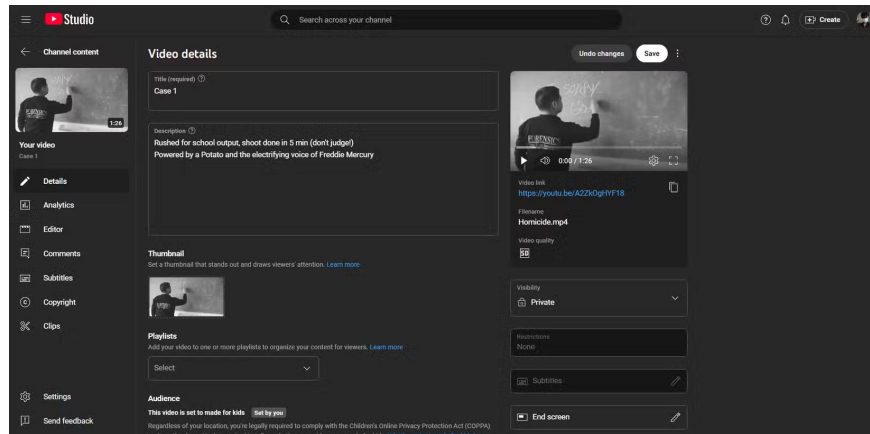 Studio
Search across your channel
Create
Channel content
1:26
Your video
Case 1
Details
Analytics
Editor
Comments
Subtitles
Copyright
Clips
Settings
Send feedback
Video details
Undo changes
Save
Title (required)
Case 1
Description
Rushed for school output, shoot done in 5 min (don't judge!)
Powered by a Potato and the electrifying voice of Freddie Mercury
Thumbnail
Set a thumbnail that stands out and draws viewers' attention. Learn more
Playlists
Add your video to one or more playlists to organize your content for viewers. Learn more
Select
Audience
This video is set to made for kids Set by you
Regardless of your location, you're legally required to comply with the Children's Online Privacy Protection Act (COPPA)
SORRY
FORENSICS
0:00 / 1:26
Video link
https://youtu.be/A2ZkOgHYF18
Filename
Homicide.mp4
Video quality
SD
Visibility
Private
Restrictions
None
Subtitles
End screen